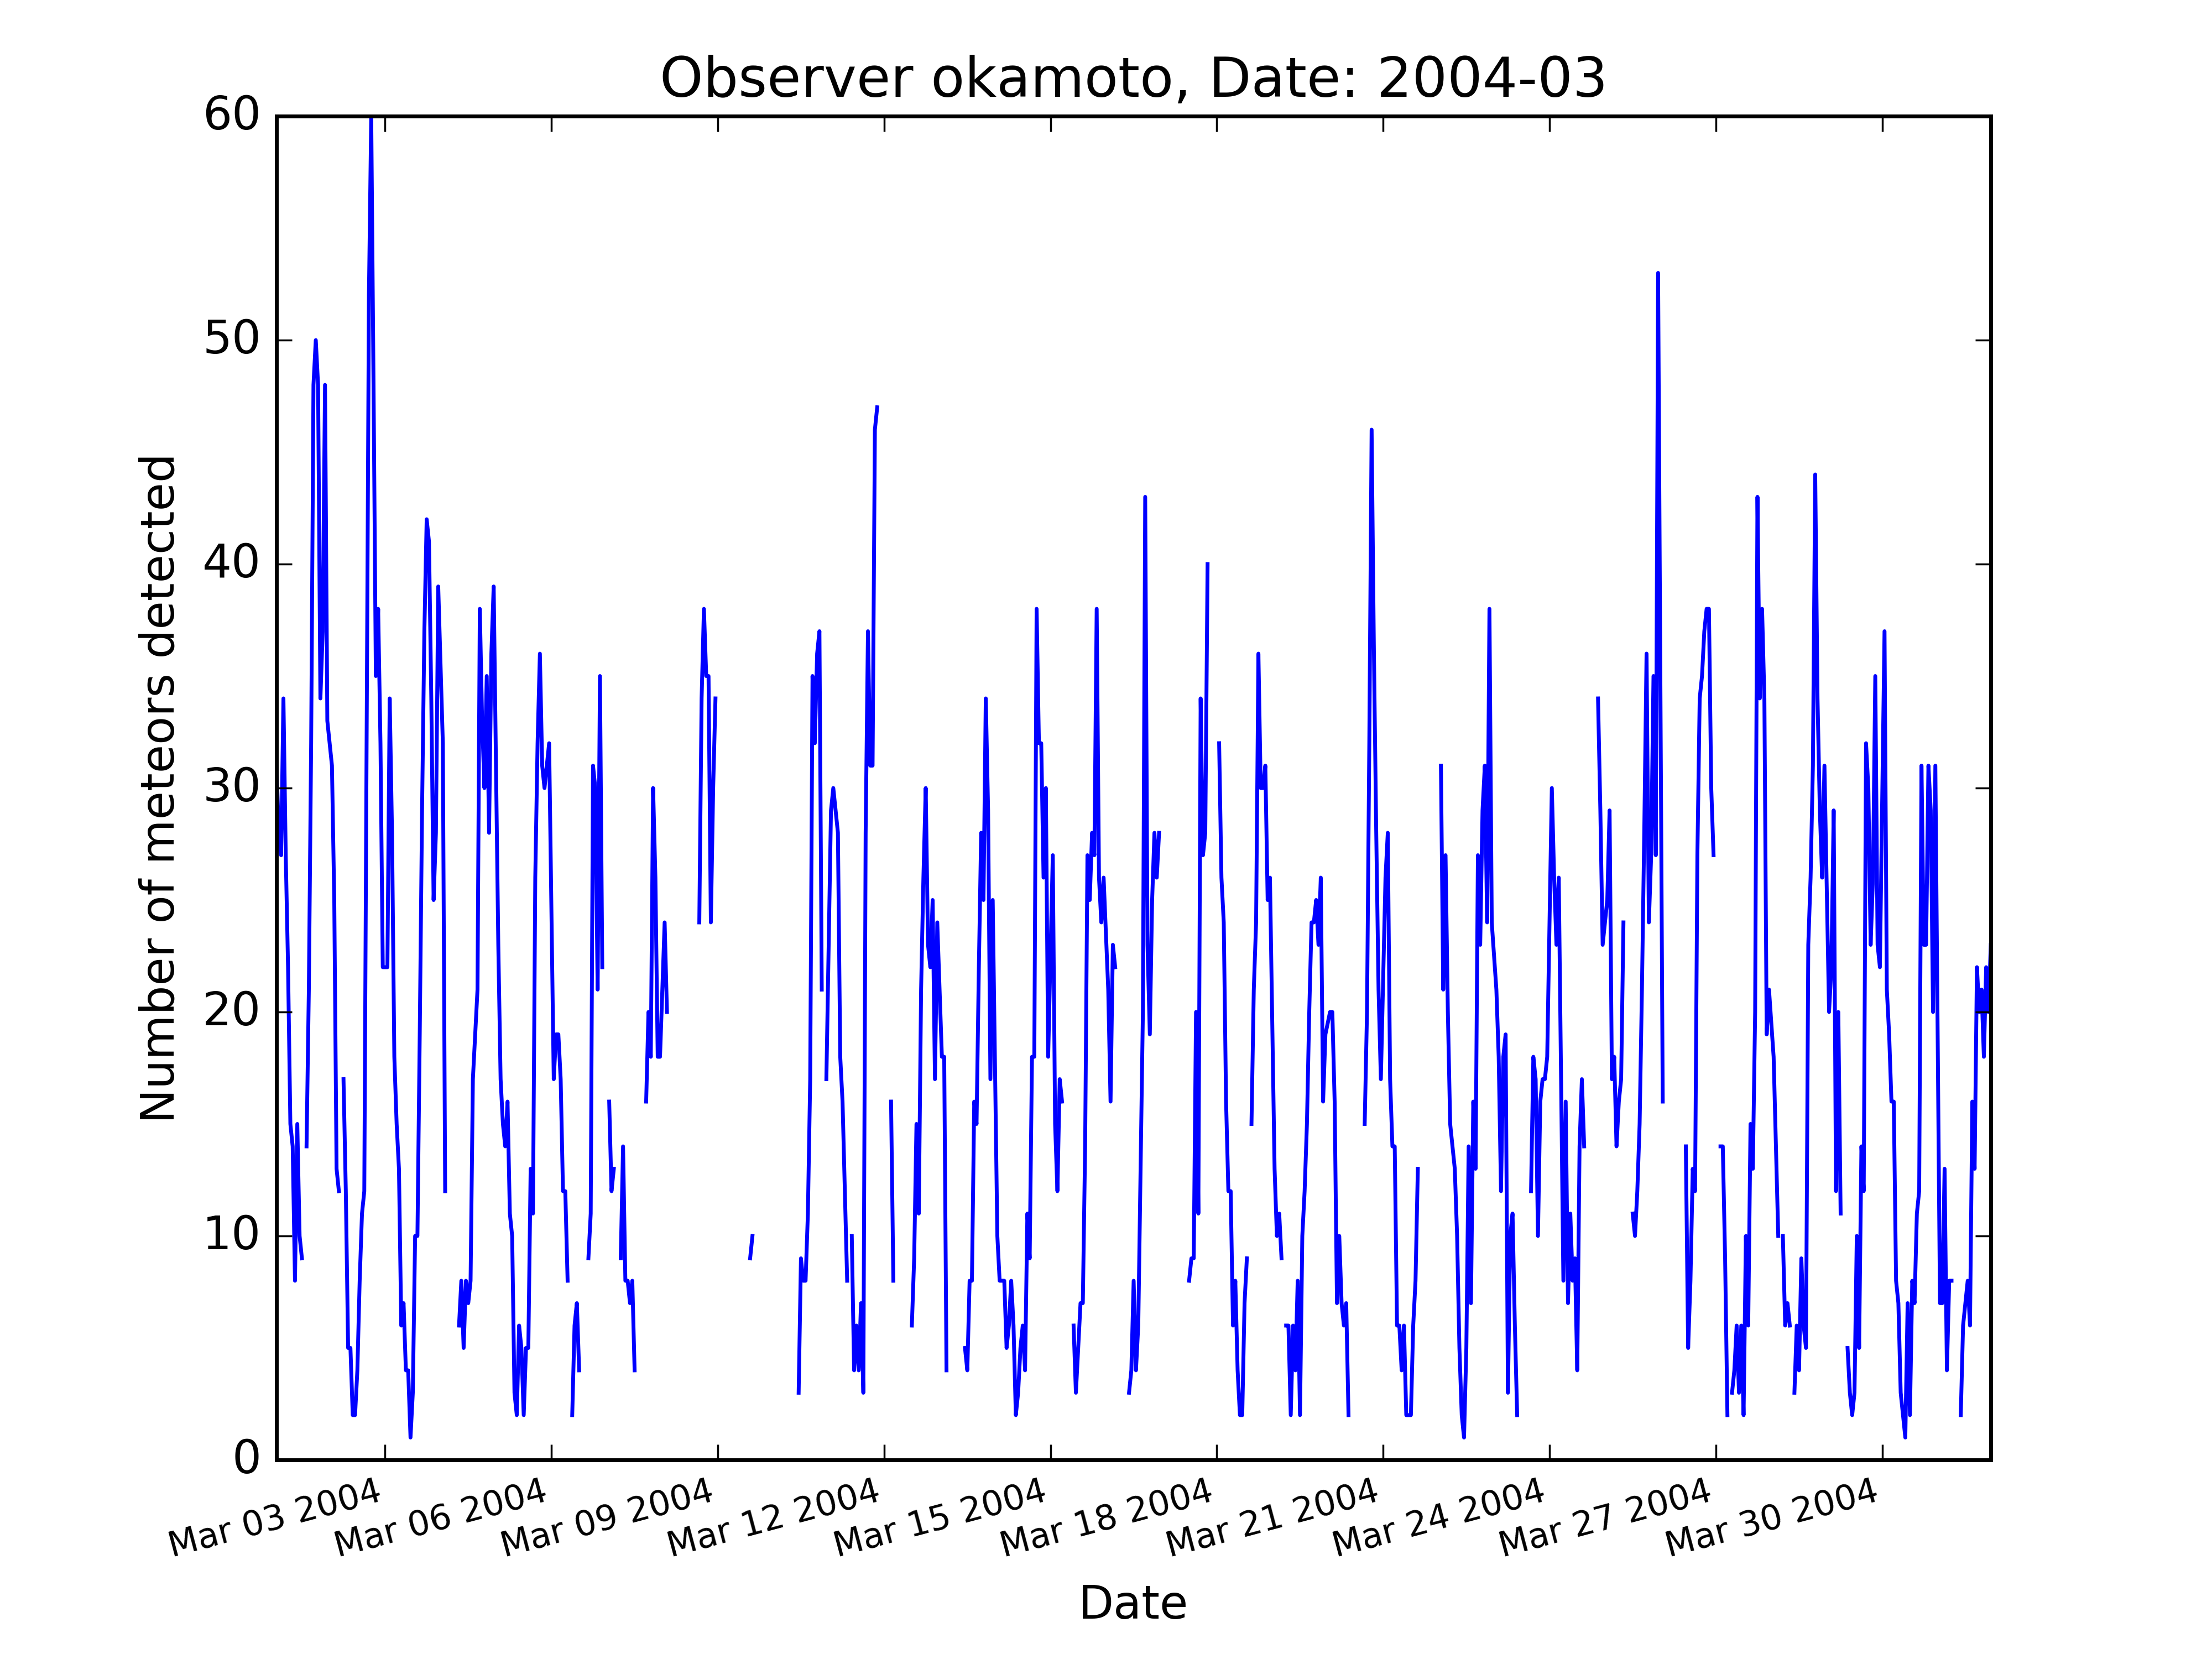 Observer okamoto, Date: 2004-03
Number of meteors detected
60
50
40
30
20
10
0
Mar 03 2004
Mar 06 2004
Mar 09 2004
Mar 12 2004
Mar 15 2004
Mar 18 2004
Mar 21 2004
Mar 24 2004
Mar 27 2004
Mar 30 2004
Date